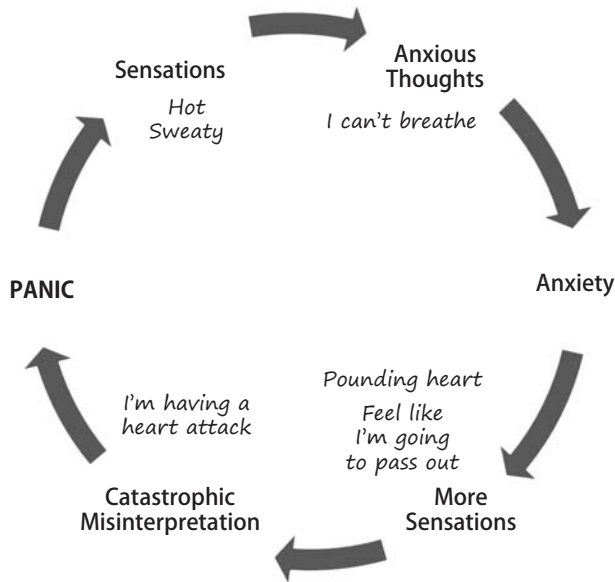 Sensations
Hot
Sweaty
Anxious
Thoughts
I can't breathe
Anxiety
Pounding heart
Feel like
I'm going
to pass out
More
Sensations
Catastrophic
Misinterpretation
I'm having a
heart attack
PANIC